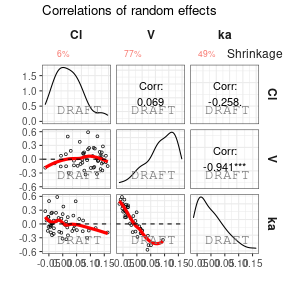 Correlations of random effects
Cl V ka
6% 77% 49% Shrinkage
1.5
1.0
0.5
0.0
DRAFT
Corr:
0.069
DRAFT
Corr:
-0.258.
DRAFT
Cl
0.6
0.3
0.0
-0.3
-0.6
DRAFT
DRAFT
Corr:
-0.941***
DRAFT
V
0.6
0.3
0.0
-0.3
-0.6
DRAFT
DRAFT
DRAFT
ka